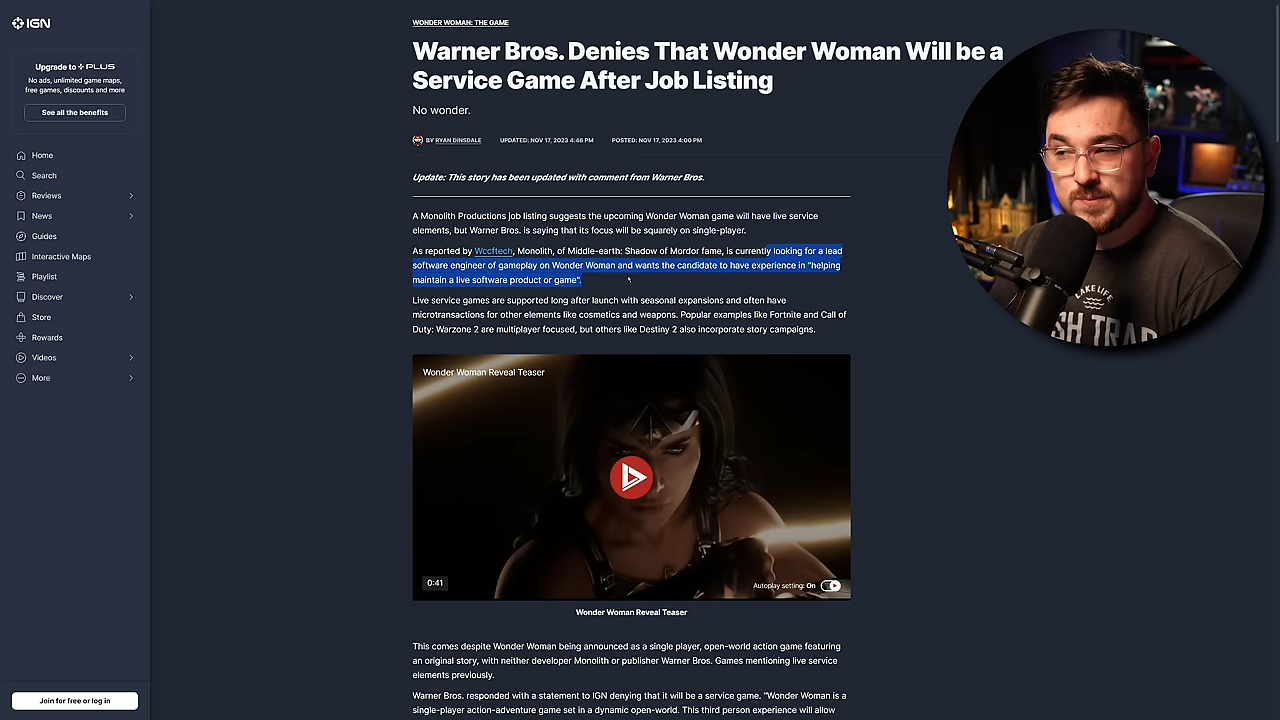 IGN
Upgrade to + PLUS
No ads, unlimited game maps,
free games, discounts and more
See all the benefits
Home
Search
Reviews
News
Guides
Interactive Maps
Playlist
Discover
Store
Rewards
Videos
More
Join for free or log in
WONDER WOMAN: THE GAME
Warner Bros. Denies That Wonder Woman Will be a
Service Game After Job Listing
No wonder.
BY RYAN DINSDALE UPDATED: NOV 17, 2023 4:46 PM POSTED: NOV 17, 2023 4:00 PM
Update: This story has been updated with comment from Warner Bros.
A Monolith Productions job listing suggests the upcoming Wonder Woman game will have live service
elements, but Warner Bros. is saying that its focus will be squarely on single-player.
As reported by Wccftech, Monolith, of Middle-earth: Shadow of Mordor fame, is currently looking for a lead
software engineer of gameplay on Wonder Woman and wants the candidate to have experience in "helping
maintain a live software product or game".
Live service games are supported long after launch with seasonal expansions and often have
microtransactions for other elements like cosmetics and weapons. Popular examples like Fortnite and Call of
Duty: Warzone 2 are multiplayer focused, but others like Destiny 2 also incorporate story campaigns.
Wonder Woman Reveal Teaser
0:41
Autoplay setting: On
Wonder Woman Reveal Teaser
This comes despite Wonder Woman being announced as a single player, open-world action game featuring
an original story, with neither developer Monolith or publisher Warner Bros. Games mentioning live service
elements previously.
Warner Bros. responded with a statement to IGN denying that it will be a service game. "Wonder Woman is a
single-player action-adventure game set in a dynamic open-world. This third person experience will allow
LAKE LIFE
SH TRA